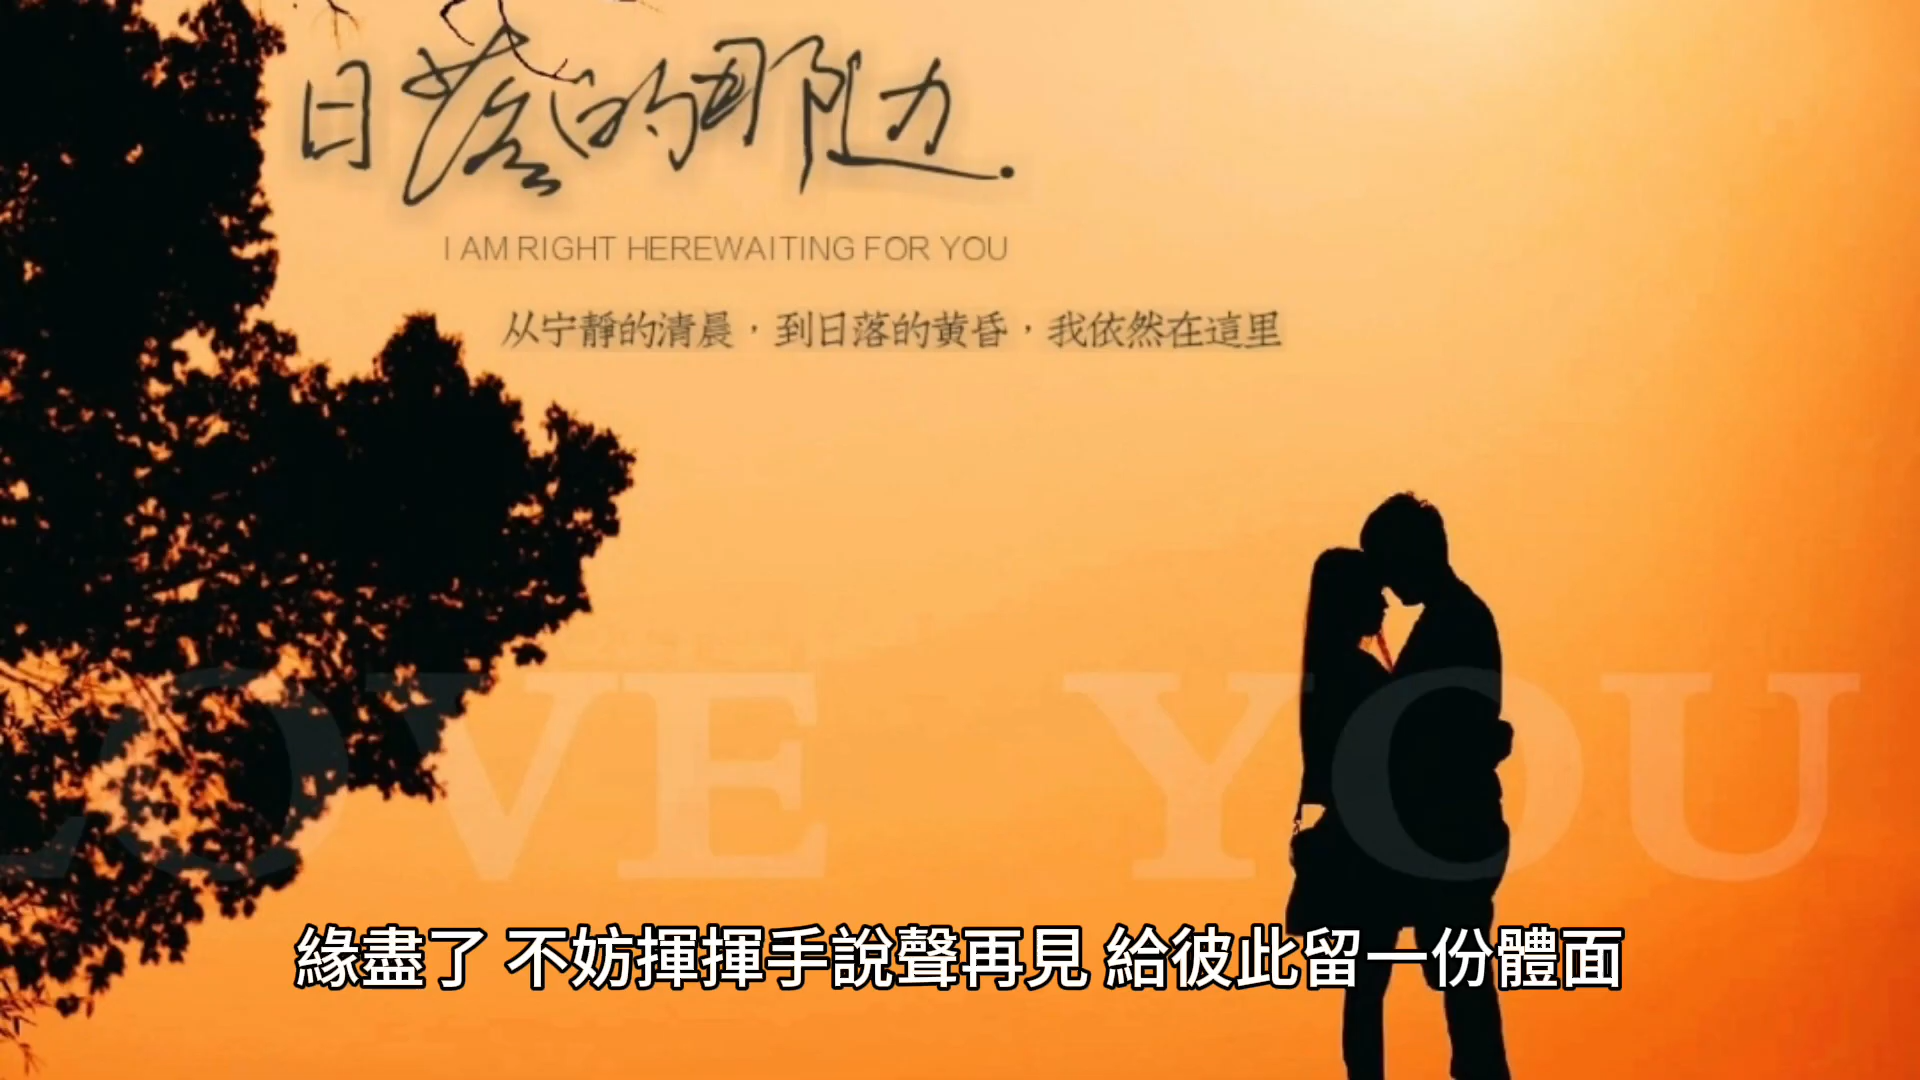 日落的那边.
I AM RIGHT HEREWAITING FOR YOU
从宁靜的清晨，到日落的黄昏，我依然在這里
LOVE YOU
緣盡了 不妨揮揮手說聲再見 給彼此留一份體面